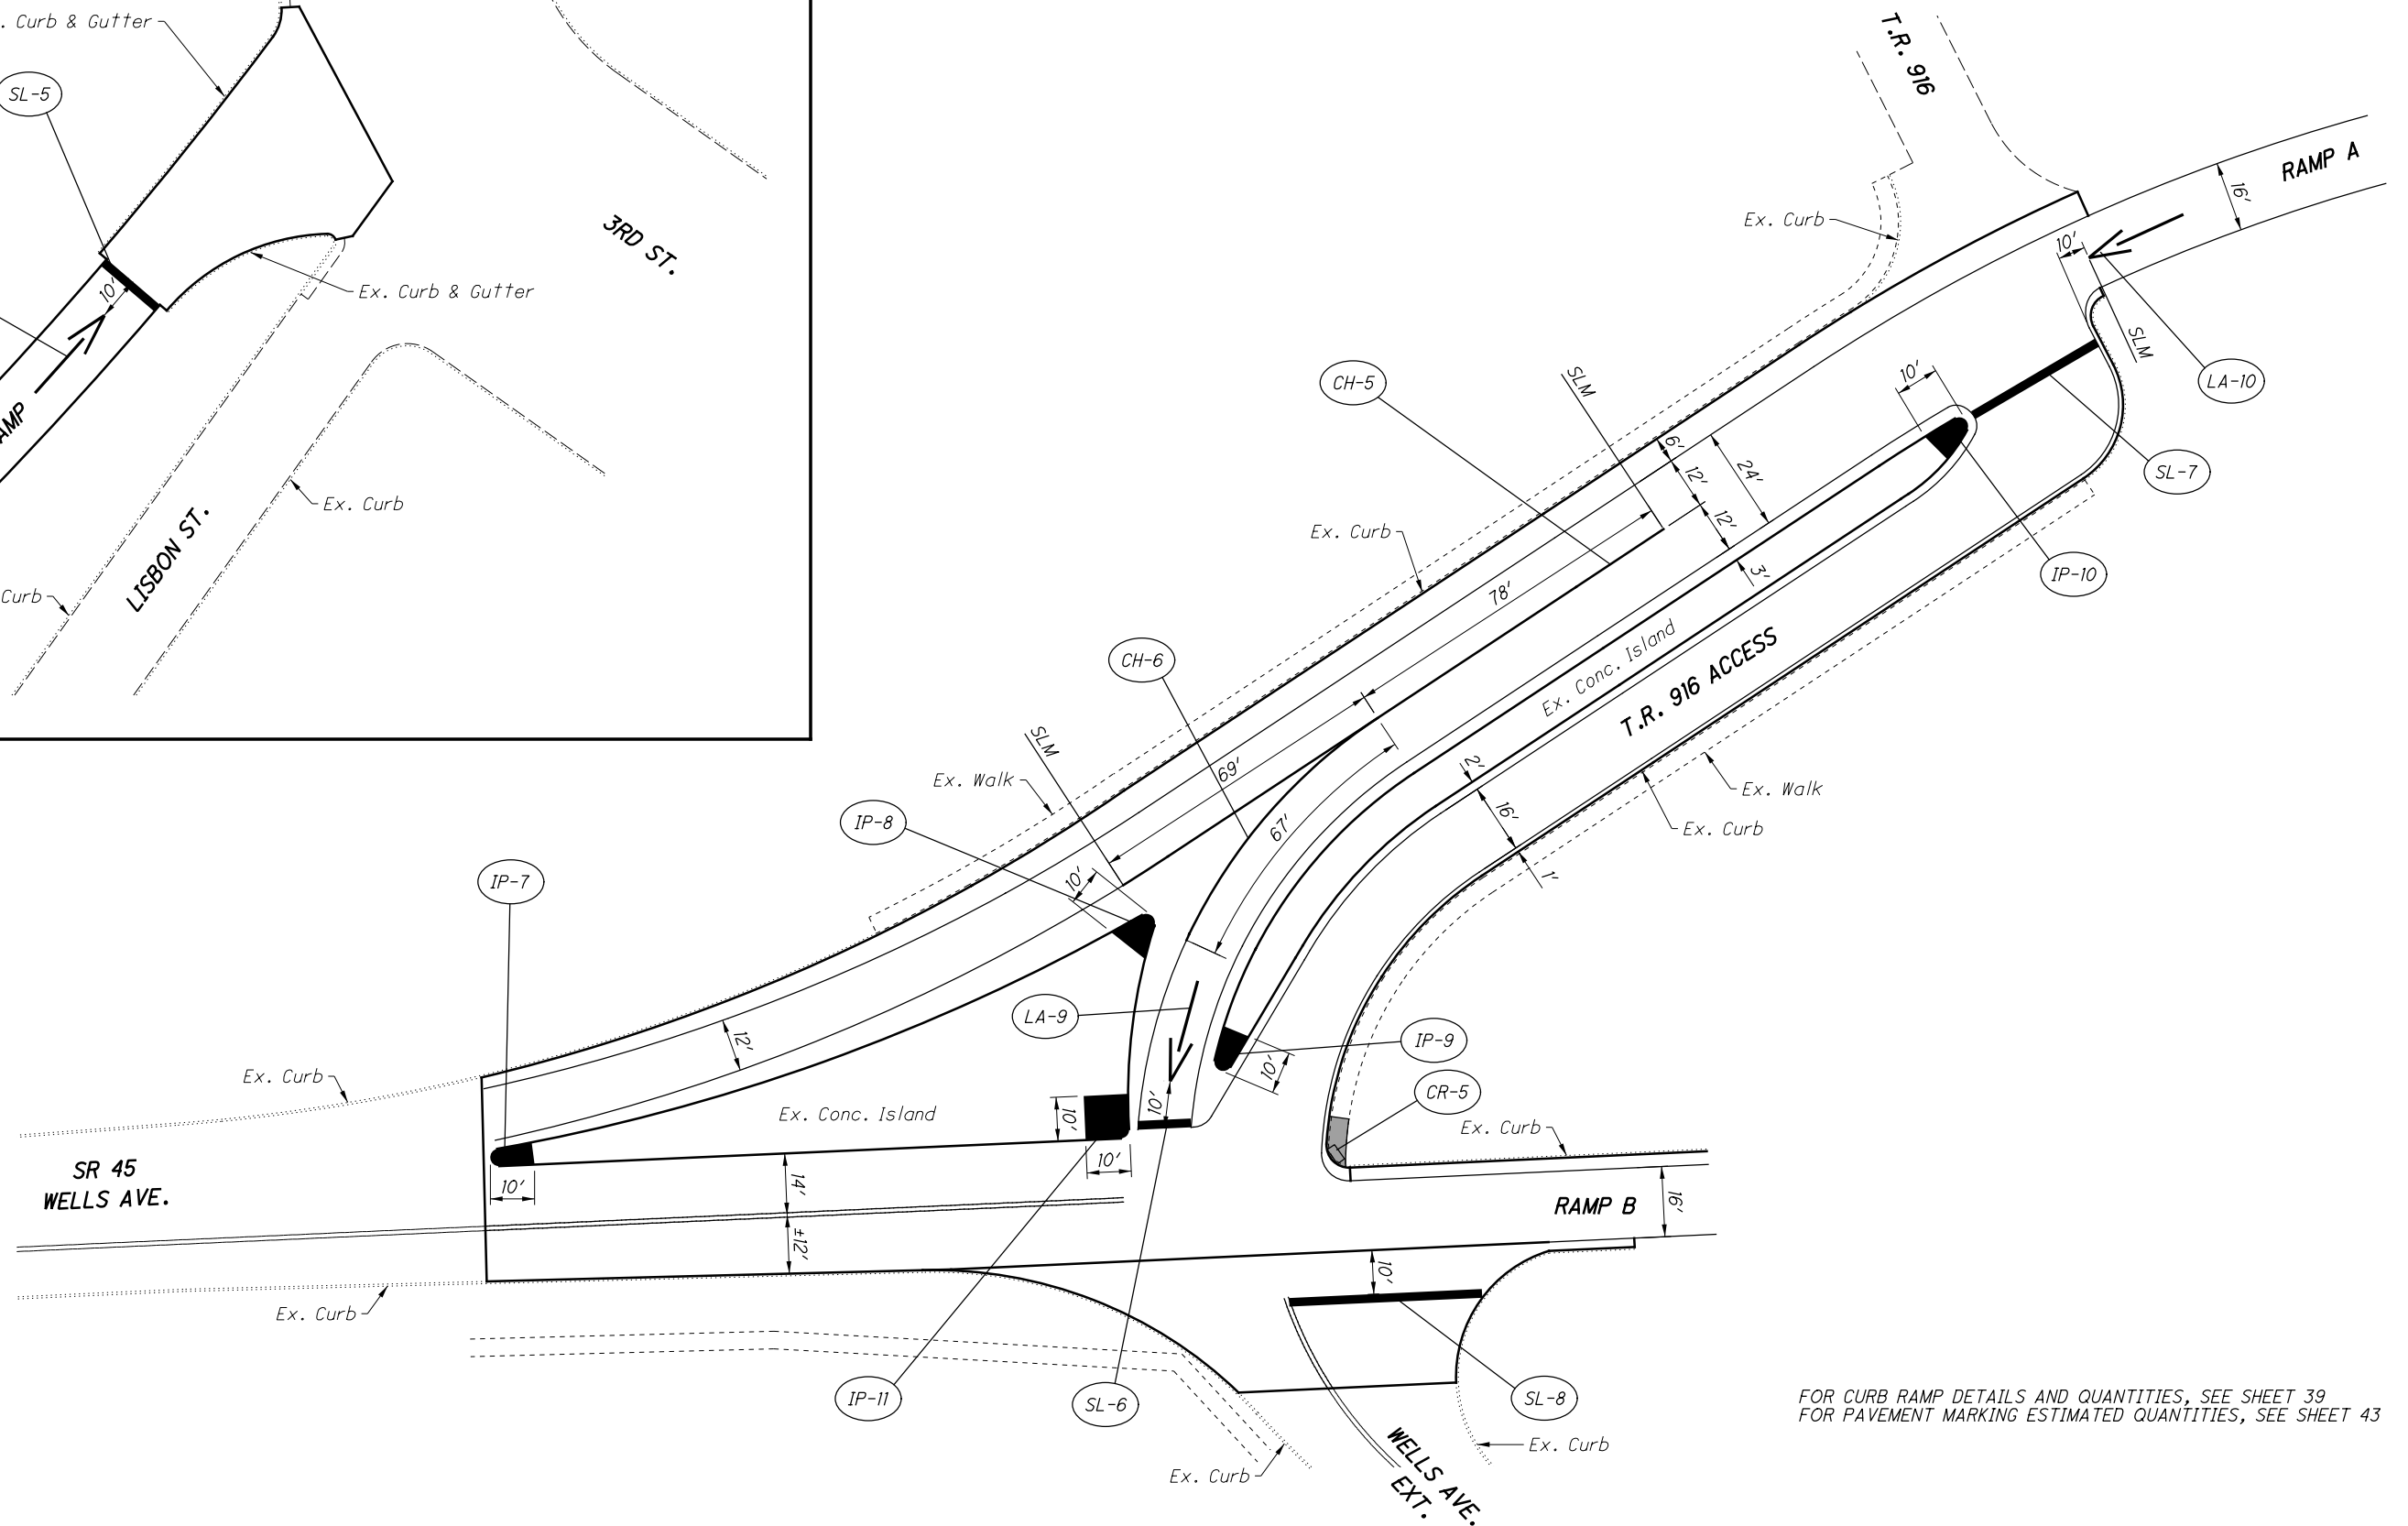 . Curb & Gutter
SL-5
10'
Ex. Curb & Gutter
3RD ST.
AMP
LISBON ST.
Ex. Curb
Curb
T.R. 916
RAMP A
16'
Ex. Curb
10'
SLM
LA-10
CH-5
SLM
10'
SL-7
6'
12'
24'
12'
3'
IP-10
Ex. Curb
78'
CH-6
Ex. Conc. Island
T.R. 916 ACCESS
SLM
69'
Ex. Walk
2'
16'
1'
Ex. Walk
Ex. Curb
IP-8
67'
10'
IP-7
LA-9
12'
IP-9
10'
CR-5
Ex. Curb
Ex. Conc. Island
10'
10'
Ex. Curb
SR 45
WELLS AVE.
10'
10'
14'
±12'
RAMP B
16'
Ex. Curb
10'
IP-11
SL-6
SL-8
Ex. Curb
Ex. Curb
WELLS AVE.
EXT.
FOR CURB RAMP DETAILS AND QUANTITIES, SEE SHEET 39
FOR PAVEMENT MARKING ESTIMATED QUANTITIES, SEE SHEET 43